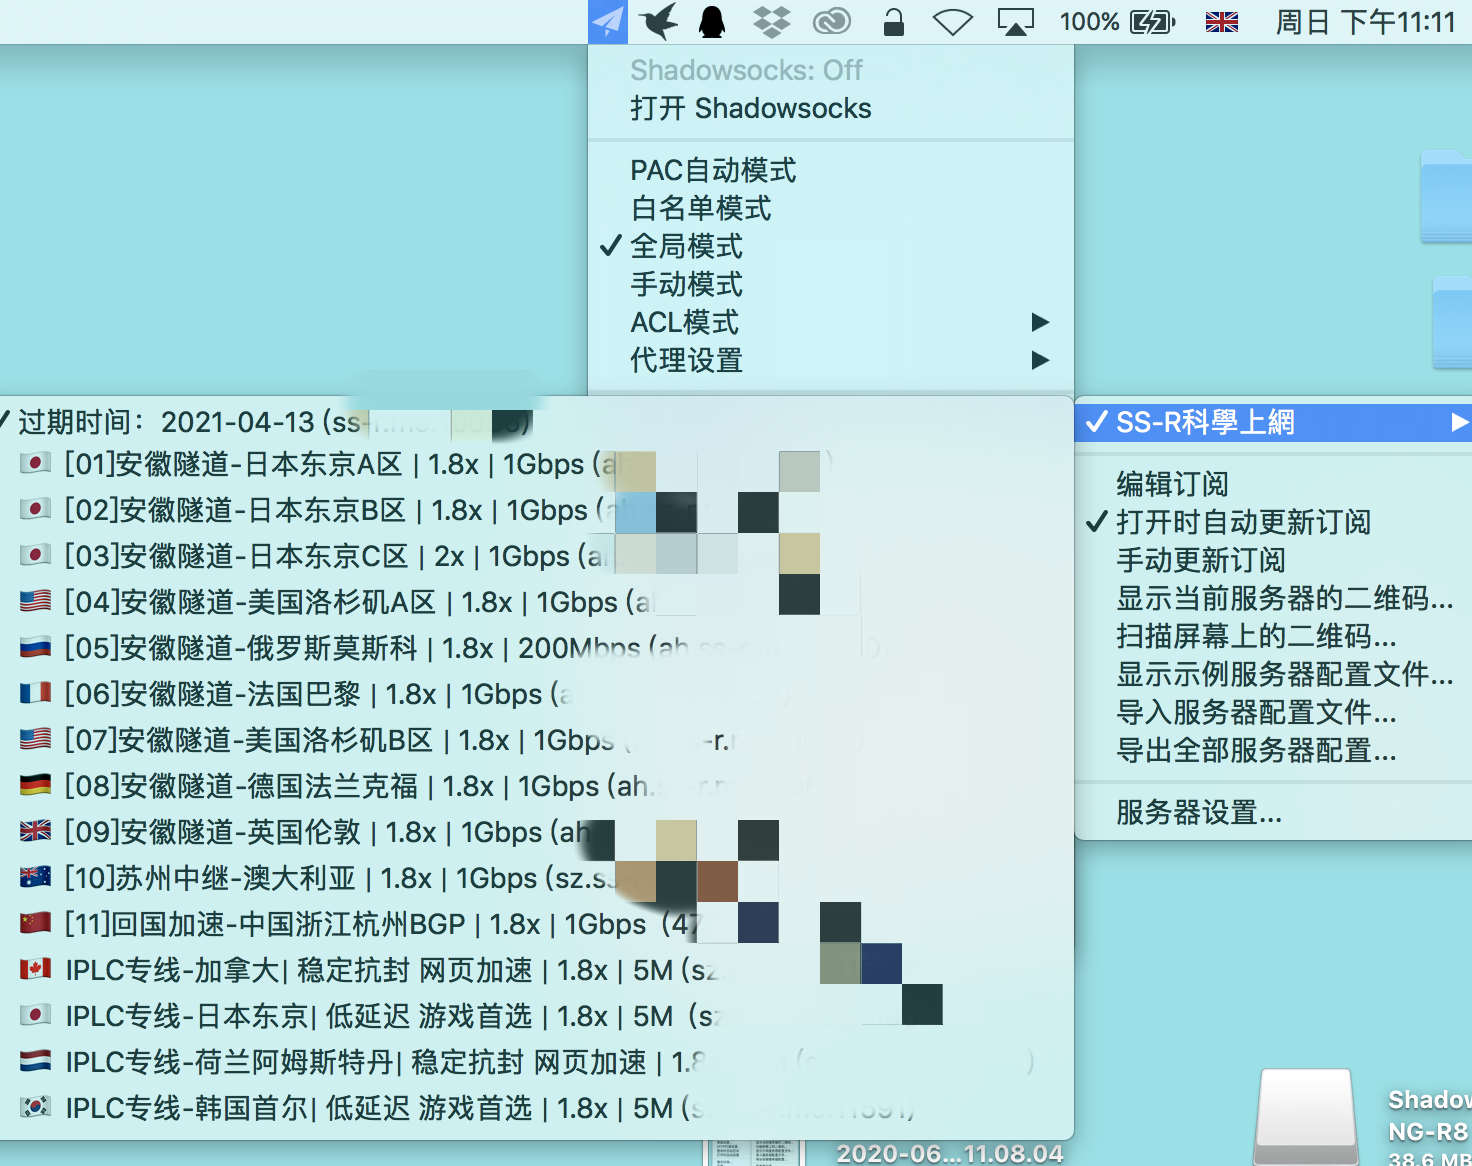 100% 周日 下午11:11
Shadowsocks: Off
打开 Shadowsocks
PAC自动模式
白名单模式
全局模式
手动模式
ACL模式
代理设置
SS-R科學上網
编辑订阅
打开时自动更新订阅
手动更新订阅
显示当前服务器的二维码...
扫描屏幕上的二维码...
显示示例服务器配置文件...
导入服务器配置文件...
导出全部服务器配置...
服务器设置...
过期时间：2021-04-13 (ss-
[01]安徽隧道-日本东京A区 | 1.8x | 1Gbps (a
[02]安徽隧道-日本东京B区 | 1.8x | 1Gbps (a
[03]安徽隧道-日本东京C区 | 2x | 1Gbps (ah
[04]安徽隧道-美国洛杉矶A区 | 1.8x | 1Gbps (a
[05]安徽隧道-俄罗斯莫斯科 | 1.8x | 200Mbps (ah.ss-r.m
[06]安徽隧道-法国巴黎 | 1.8x | 1Gbps (a
[07]安徽隧道-美国洛杉矶B区 | 1.8x | 1Gbps (
[08]安徽隧道-德国法兰克福 | 1.8x | 1Gbps (ah.
[09]安徽隧道-英国伦敦 | 1.8x | 1Gbps (ah
[10]苏州中继-澳大利亚 | 1.8x | 1Gbps (sz.ss
[11]回国加速-中国浙江杭州BGP | 1.8x | 1Gbps (47
IPLC专线-加拿大| 稳定抗封 网页加速 | 1.8x | 5M (sz
IPLC专线-日本东京| 低延迟 游戏首选 | 1.8x | 5M (sz
IPLC专线-荷兰阿姆斯特丹| 稳定抗封 网页加速 | 1.8
IPLC专线-韩国首尔| 低延迟 游戏首选 | 1.8x | 5M (s
2020-06...11.08.04
Shadow
NG-R8
38.6 MB